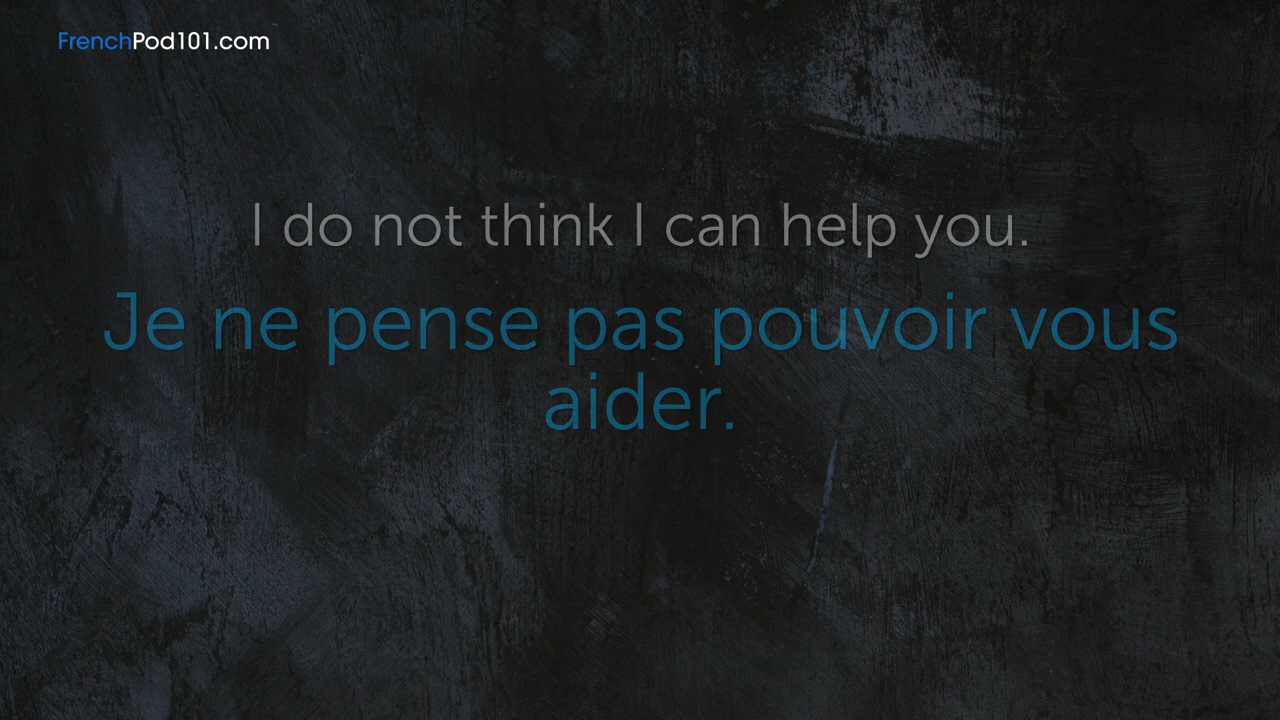 FrenchPod101.com
I do not think I can help you.
Je ne pense pas pouvoir vous
aider.